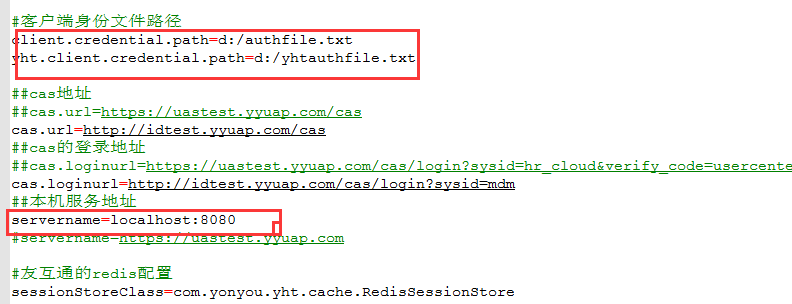 #客户端身份文件路径
client.credential.path=d:/authfile.txt
yht.client.credential.path=d:/yhtauthfile.txt
##cas地址
##cas.url=https://uastest.yyuap.com/cas
cas.url=http://idtest.yyuap.com/cas
##cas的登录地址
##cas.loginurl=https://uastest.yyuap.com/cas/login?sysid=hr_cloud&verify_code=usercente
cas.loginurl=http://idtest.yyuap.com/cas/login?sysid=mdm
##本机服务地址
servername=localhost:8080
#servername=https://uastest.yyuap.com
#友互通的redis配置
sessionStoreClass=com.yonyou.yht.cache.RedisSessionStore